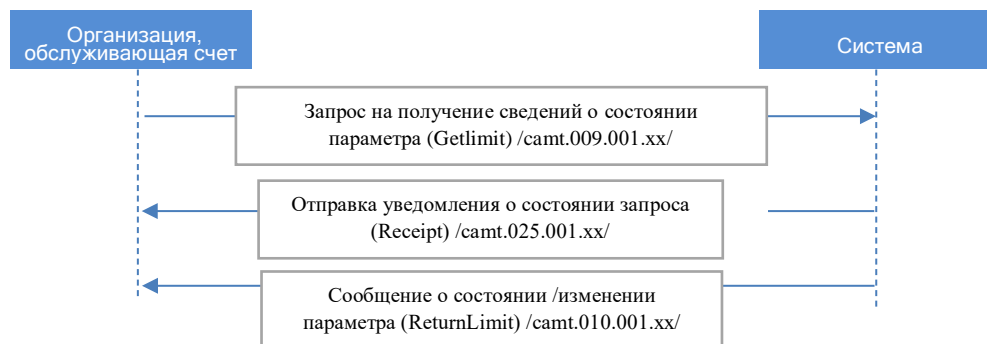 Организация,
обслуживающая счет
Система
Запрос на получение сведений о состоянии
параметра (Getlimit) /camt.009.001.xx/
Отправка уведомления о состоянии запроса
(Receipt) /camt.025.001.xx/
Сообщение о состоянии /изменении
параметра (ReturnLimit) /camt.010.001.xx/